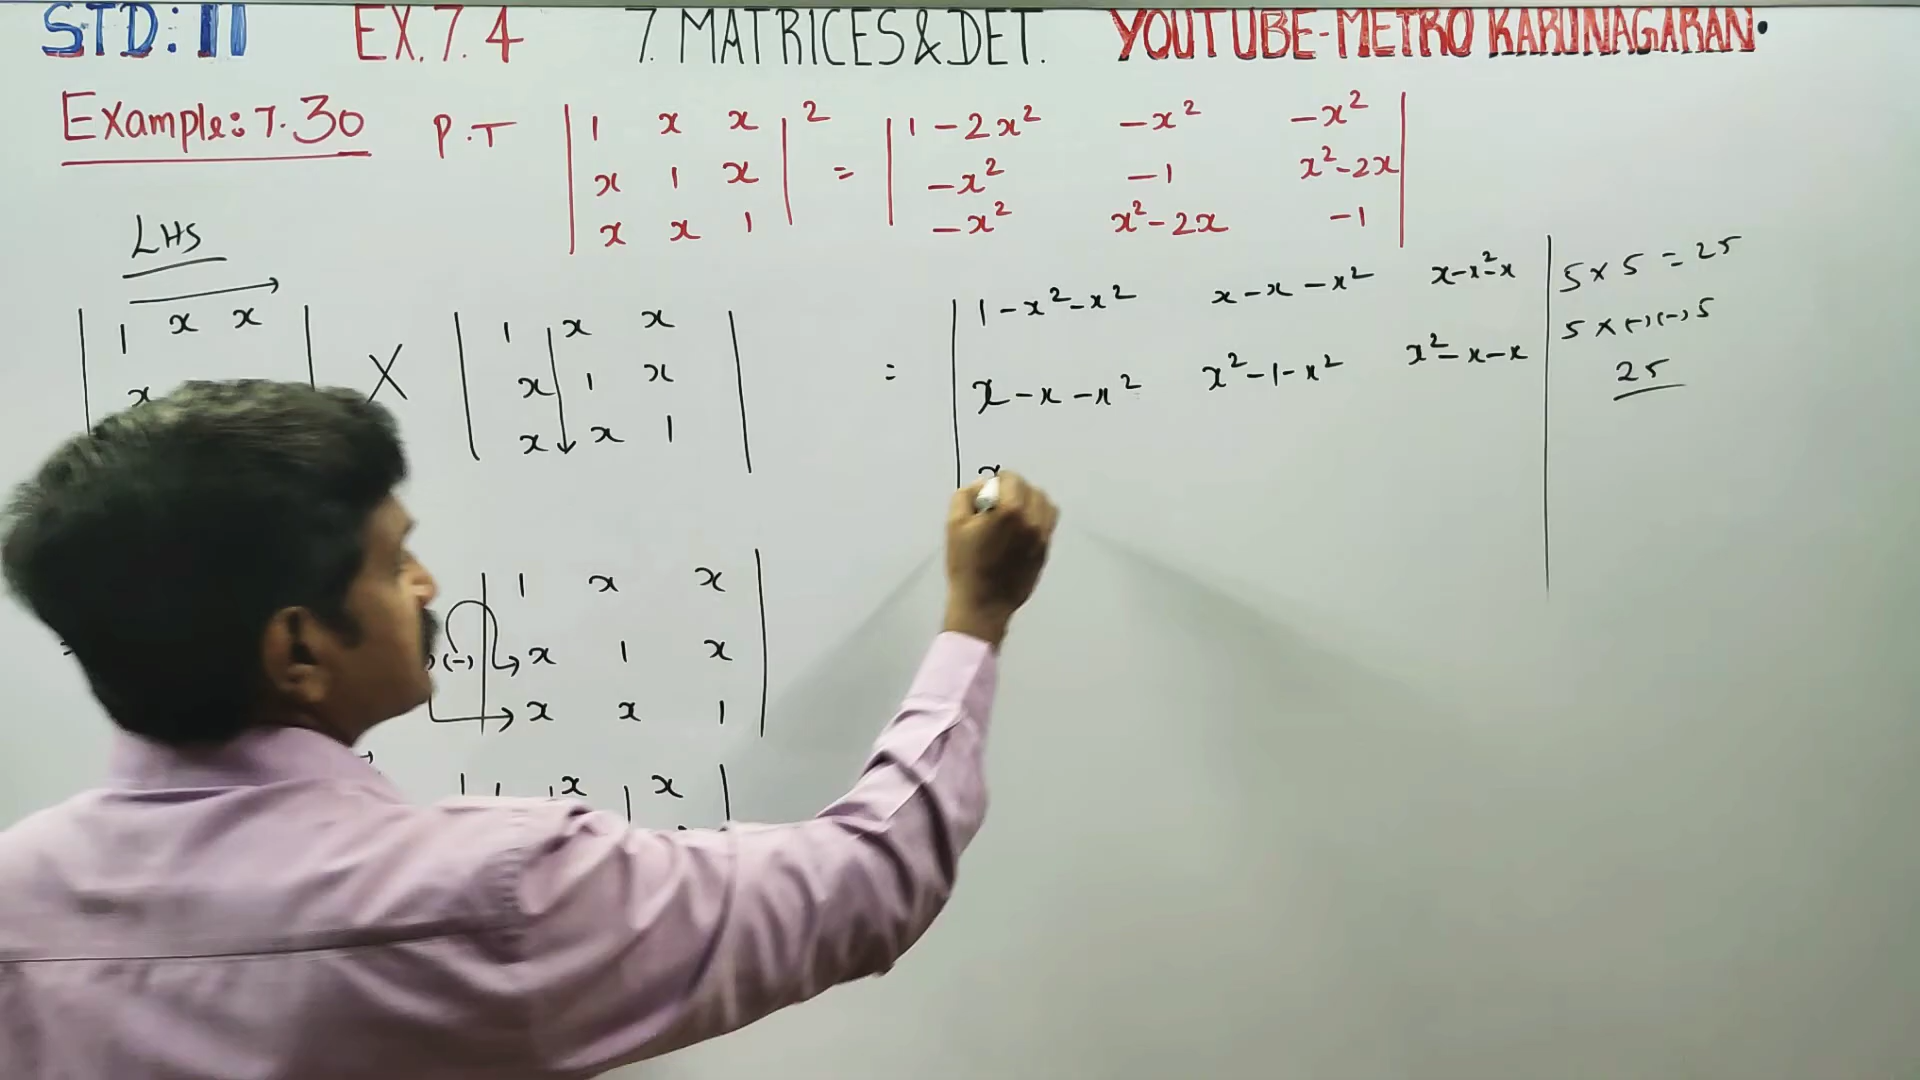 STD: 11 EX. 7.4 7. MATRICES & DET. YOUTUBE-METRO KARUNAGARAN.
Example: 7.30 P.T | 1 x x |² = | 1-2x² -x² -x² |
| x 1 x | | -x² -1 x²-2x |
| x x 1 | | -x² x²-2x -1 |
LHS
| 1 x x | X | 1 x x | = | 1-x²-x² x-x-x² x-x²-x | 5 x 5 = 25
x | x 1 x | | x-x-x² x²-1-x² x²-x-x | 5 x (-)(-) 5
| x x 1 | | x 25
| 1 x x |
(-) | x 1 x |
| x x 1 |
| 1 x x |